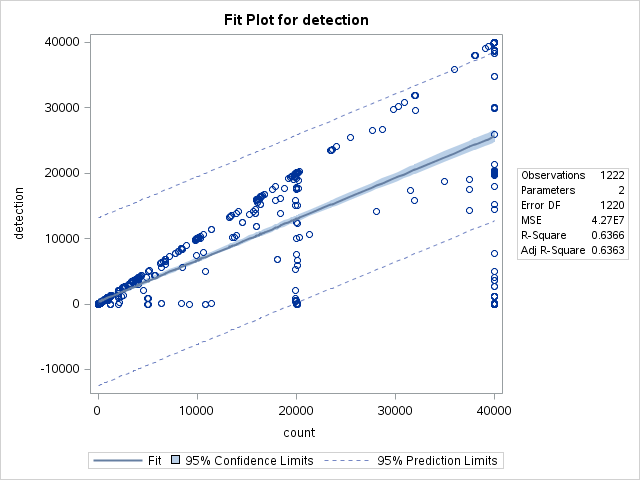 Fit Plot for detection
40000
30000
20000
10000
0
-10000
detection
0 10000 20000 30000 40000
count
Observations 1222
Parameters 2
Error DF 1220
MSE 4.27E7
R-Square 0.6366
Adj R-Square 0.6363
Fit 95% Confidence Limits 95% Prediction Limits